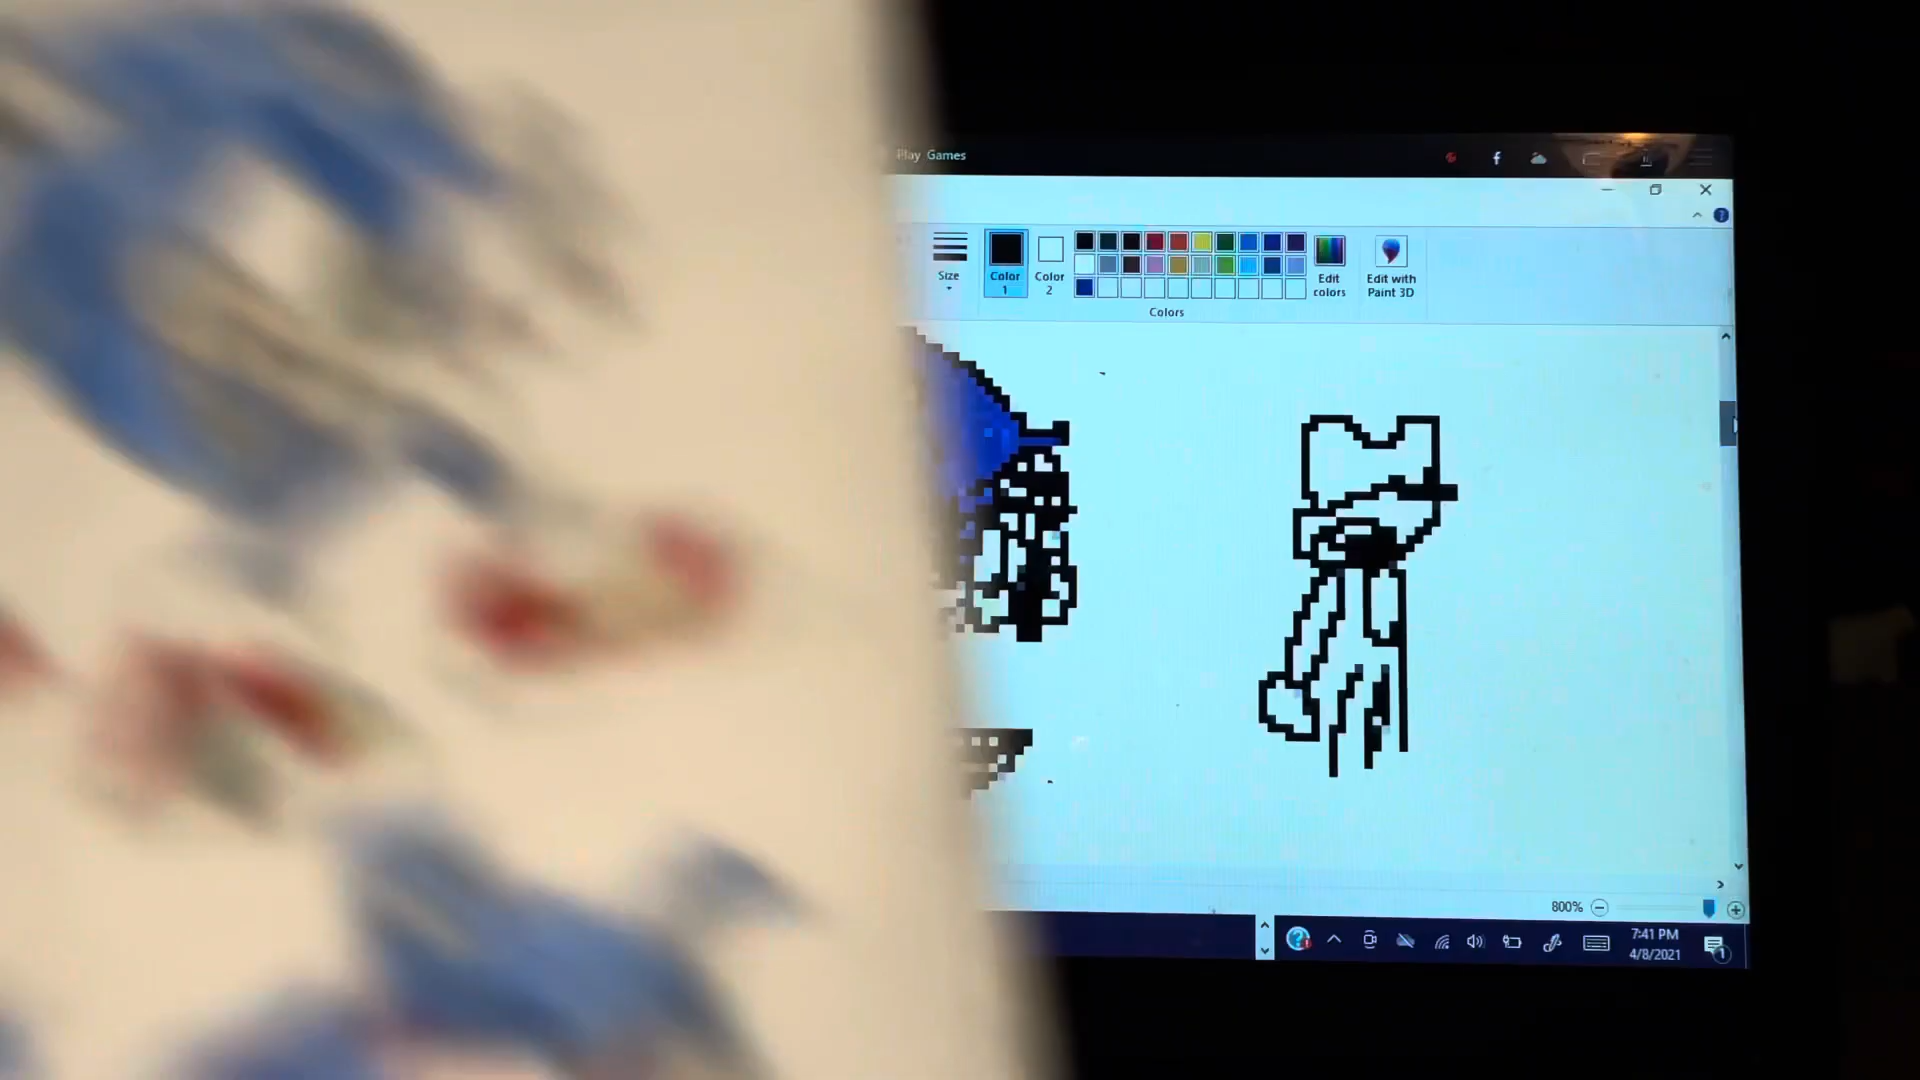 Play Games
Size
Color
1
Color
2
Edit
colors
Edit with
Paint 3D
Colors
800%
7:41 PM
4/8/2021
1